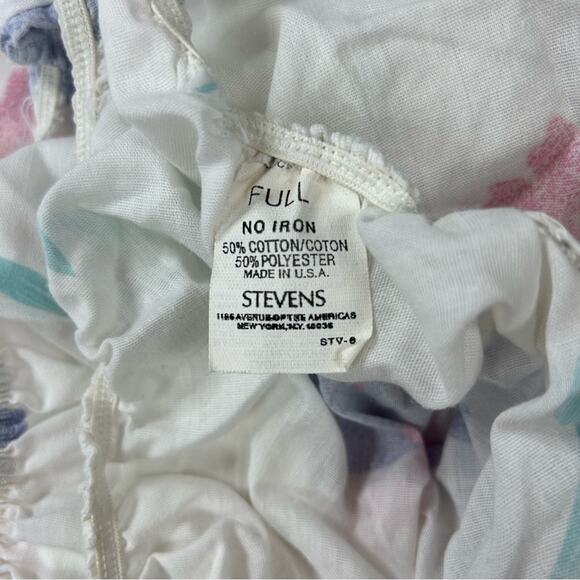 FULL
NO IRON
50% COTTON/COTON
50% POLYESTER
MADE IN U.S.A.
STEVENS
1185 AVENUE OF THE AMERICAS
NEW YORK, N.Y. 10036
STV-6